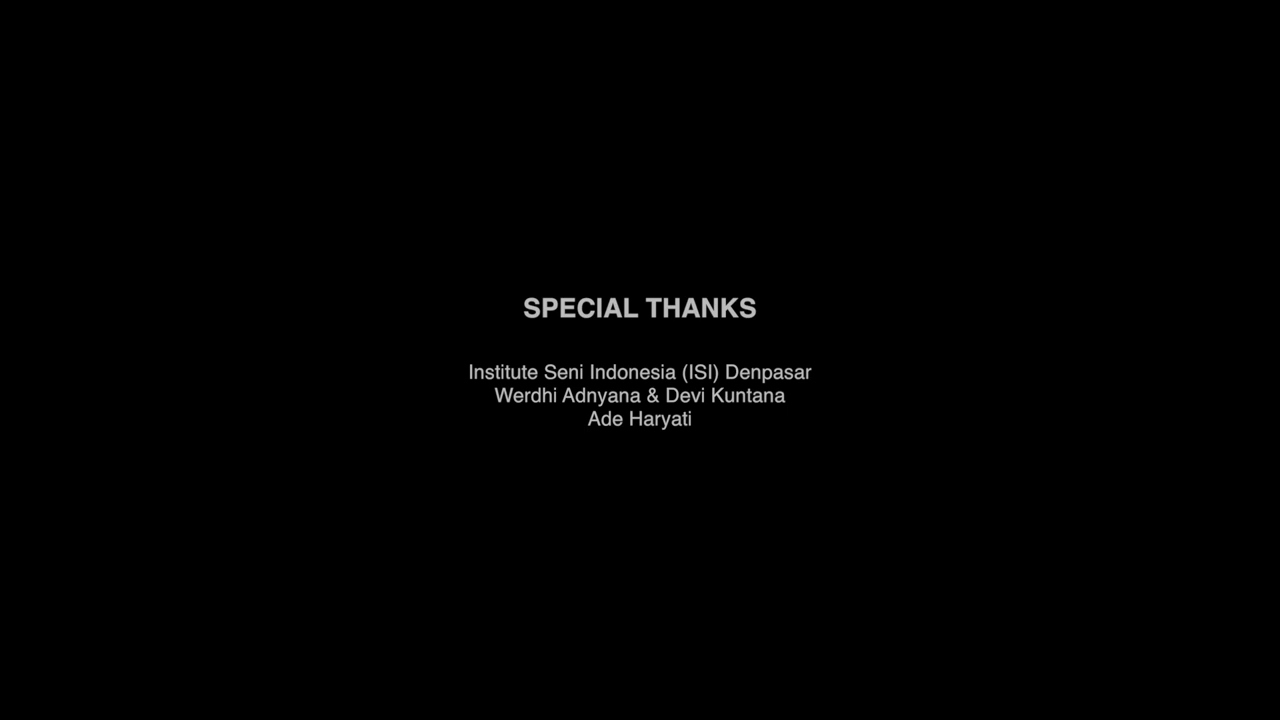 SPECIAL THANKS
Institute Seni Indonesia (ISI) Denpasar
Werdhi Adnyana & Devi Kuntana
Ade Haryati